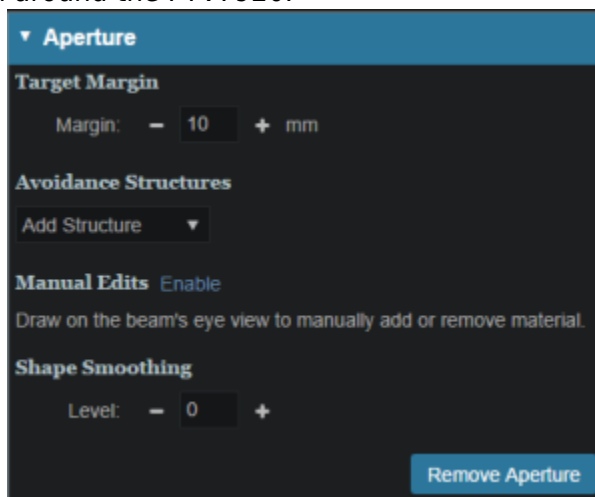 Aperture
Target Margin
Margin: − 10 + mm
Avoidance Structures
Add Structure
Manual Edits Enable
Draw on the beam's eye view to manually add or remove material.
Shape Smoothing
Level: − 0 +
Remove Aperture